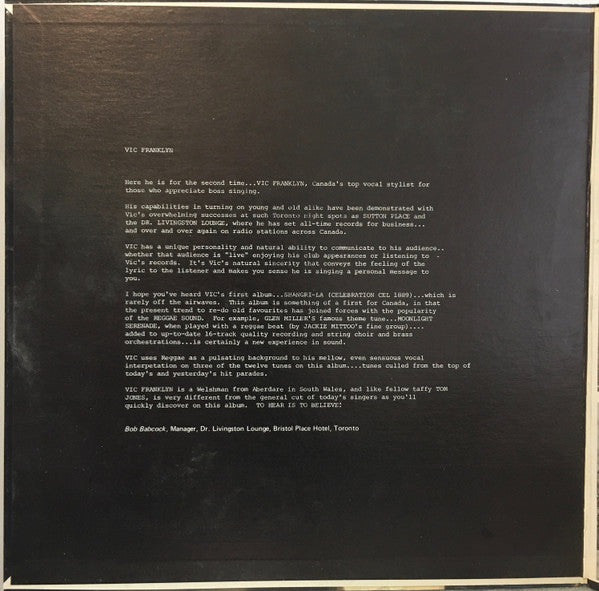 VIC FRANKLYN
Here he is for the second time...VIC FRANKLYN, Canada's top vocal stylist for
those who appreciate boss singing.
His capabilities in turning on young and old alike have been demonstrated with
Vic's overwhelming successes at such Toronto night spots as SUTTON PLACE and
the DR. LIVINGSTON LOUNGE, where he has set all-time records for business...
and over and over again on radio stations across Canada.
VIC has a unique personality and natural ability to communicate to his audience..
whether that audience is "live" enjoying his club appearances or listening to
Vic's records. It's Vic's natural sincerity that conveys the feeling of the
lyric to the listener and makes you sense he is singing a personal message to
you.
I hope you've heard VIC's first album...SHANGRI-LA (CELEBRATION CEL 1889)...which is
rarely off the airwaves. This album is something of a first for Canada, in that
the present trend to re-do old favourites has joined forces with the popularity
of the REGGAE SOUND. For example, GLEN MILLER'S famous theme tune...MOONLIGHT
SERENADE, when played with a reggae beat (by JACKIE MITTOO's fine group)....
added to up-to-date 16-track quality recording and string choir and brass
orchestrations...is certainly a new experience in sound.
VIC uses Reggae as a pulsating background to his mellow, even sensuous vocal
interpetation on three of the twelve tunes on this album....tunes culled from the top of
today's and yesterday's hit parades.
VIC FRANKLYN is a Welshman from Aberdare in South Wales, and like fellow taffy TOM
JONES, is very different from the general cut of today's singers as you'll
quickly discover on this album. TO HEAR IS TO BELIEVE!
Bob Babcock, Manager, Dr. Livingston Lounge, Bristol Place Hotel, Toronto